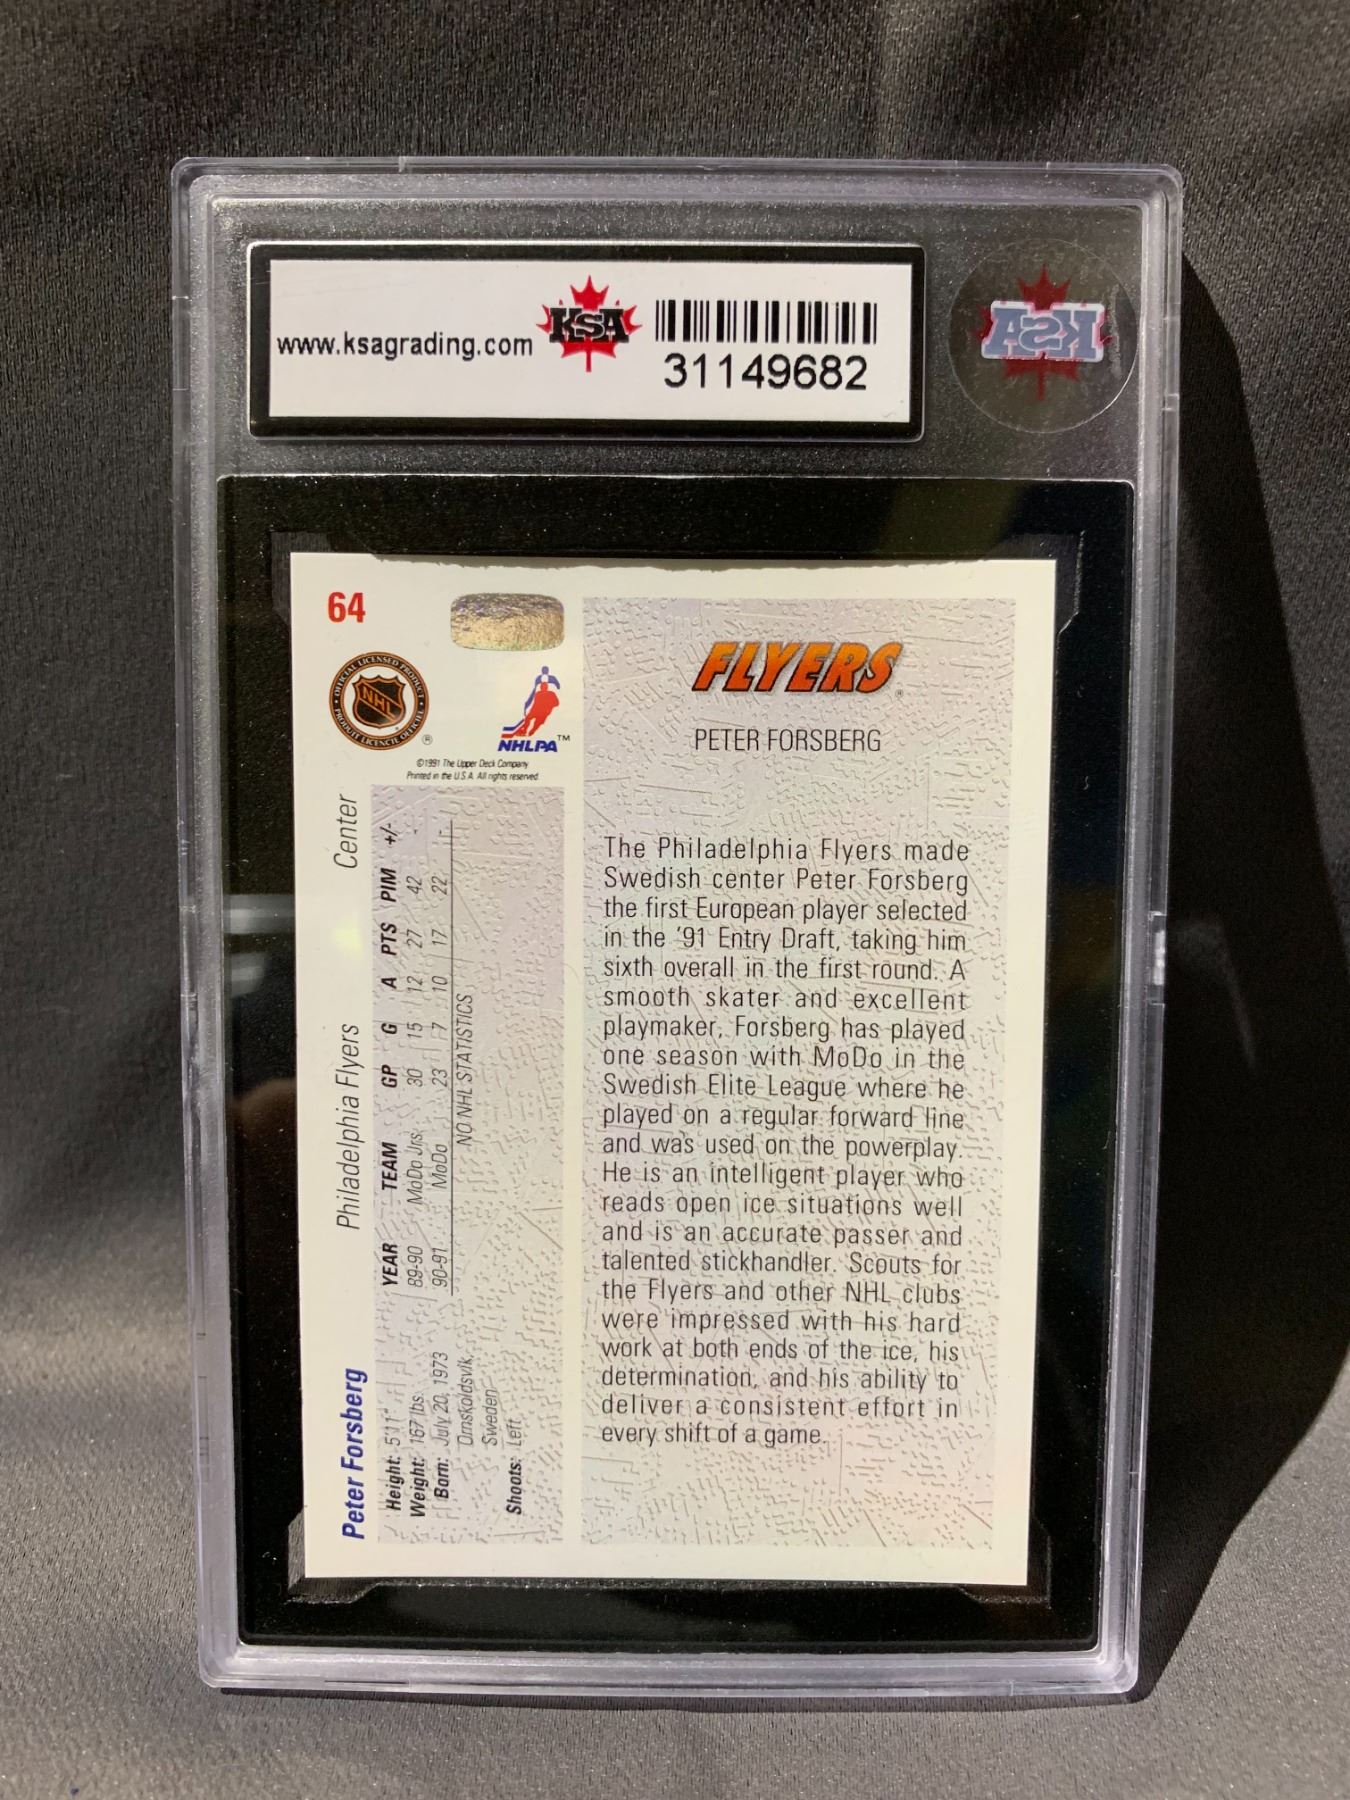 www.ksagrading.com
KSA
31149682
KSA
64
OFFICIAL LICENSED PRODUCT
NHL
PRODUIT LICENCIE OFFICIEL
®
NHLPA™
©1991 The Upper Deck Company
Printed in the U.S.A. All rights reserved
Peter Forsberg Philadelphia Flyers Center
Height: 5'11"
Weight: 167 lbs.
Born: July 20, 1973
Ornskoldsvik,
Sweden
Shoots: Left
YEAR TEAM GP G A PTS PIM +/-
89-90 MoDo Jrs. 30 15 12 27 42 -
90-91 MoDo 23 7 10 17 22 -
NO NHL STATISTICS
FLYERS®
PETER FORSBERG
The Philadelphia Flyers made
Swedish center Peter Forsberg
the first European player selected
in the '91 Entry Draft, taking him
sixth overall in the first round. A
smooth skater and excellent
playmaker, Forsberg has played
one season with MoDo in the
Swedish Elite League where he
played on a regular forward line
and was used on the powerplay.
He is an intelligent player who
reads open ice situations well
and is an accurate passer and
talented stickhandler. Scouts for
the Flyers and other NHL clubs
were impressed with his hard
work at both ends of the ice, his
determination, and his ability to
deliver a consistent effort in
every shift of a game.